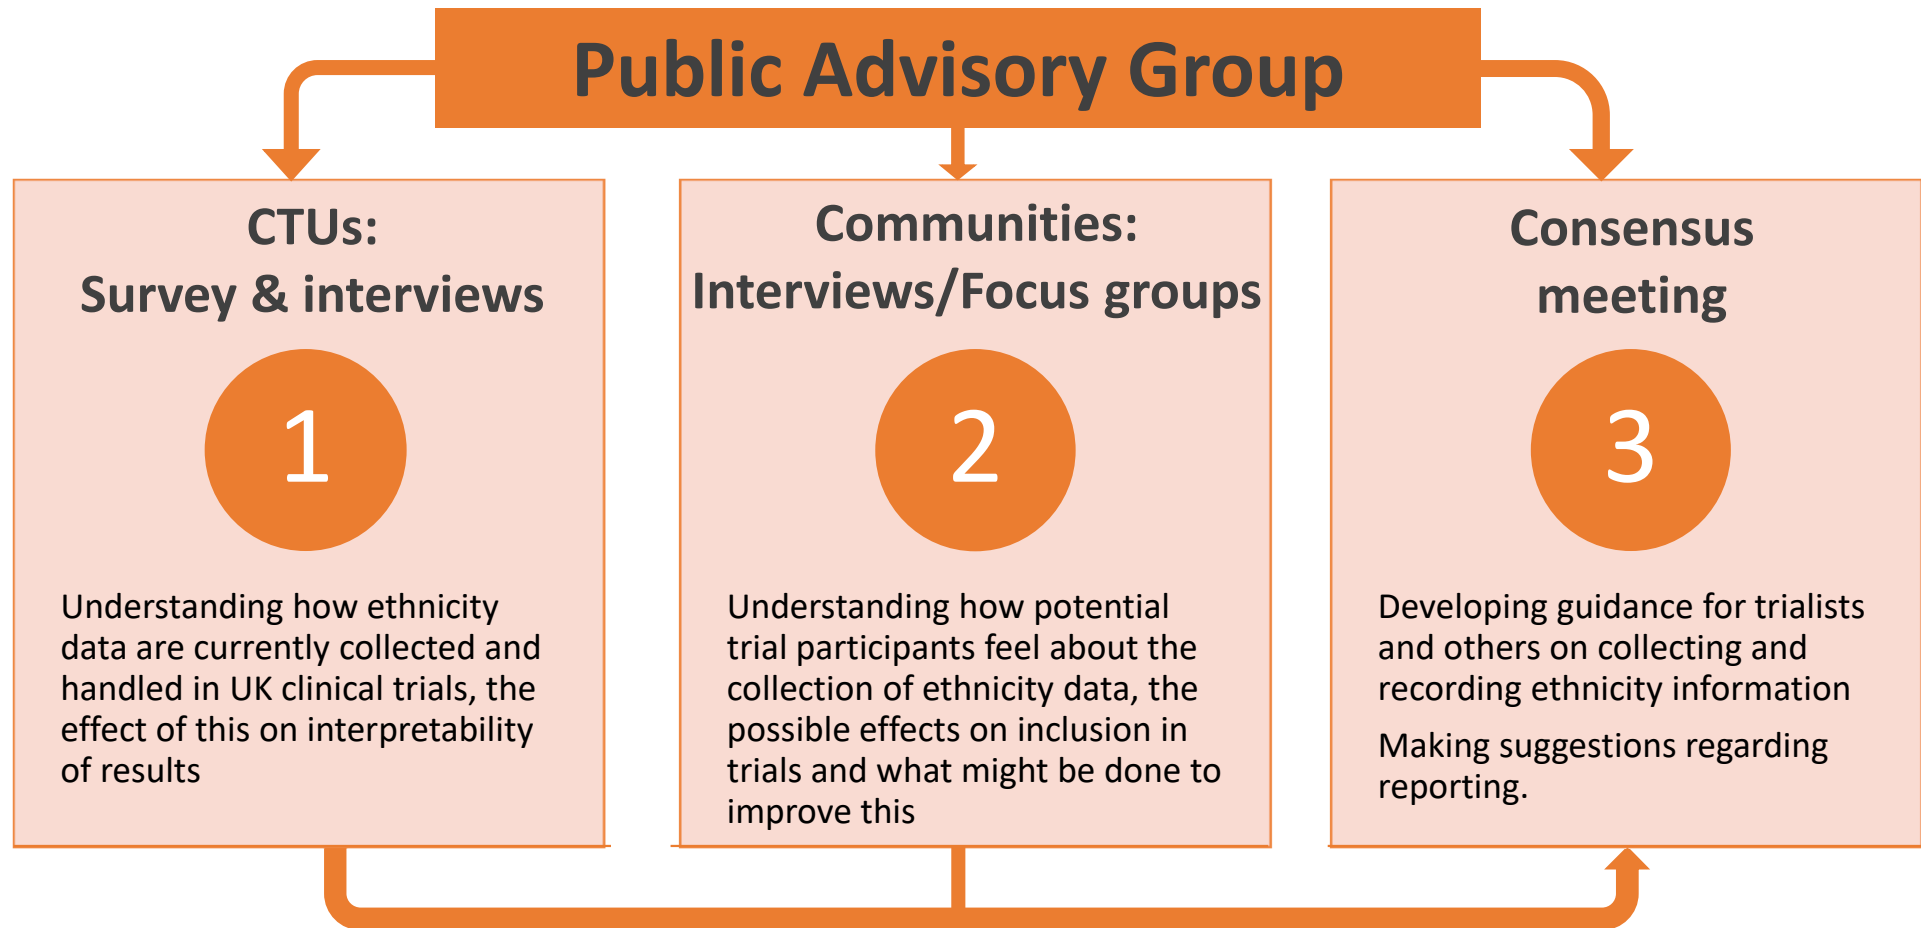 Public Advisory Group
CTUs:
Survey & interviews
1
Understanding how ethnicity
data are currently collected and
handled in UK clinical trials, the
effect of this on interpretability
of results
Communities:
Interviews/Focus groups
2
Understanding how potential
trial participants feel about the
collection of ethnicity data, the
possible effects on inclusion in
trials and what might be done to
improve this
Consensus
meeting
3
Developing guidance for trialists
and others on collecting and
recording ethnicity information
Making suggestions regarding
reporting.